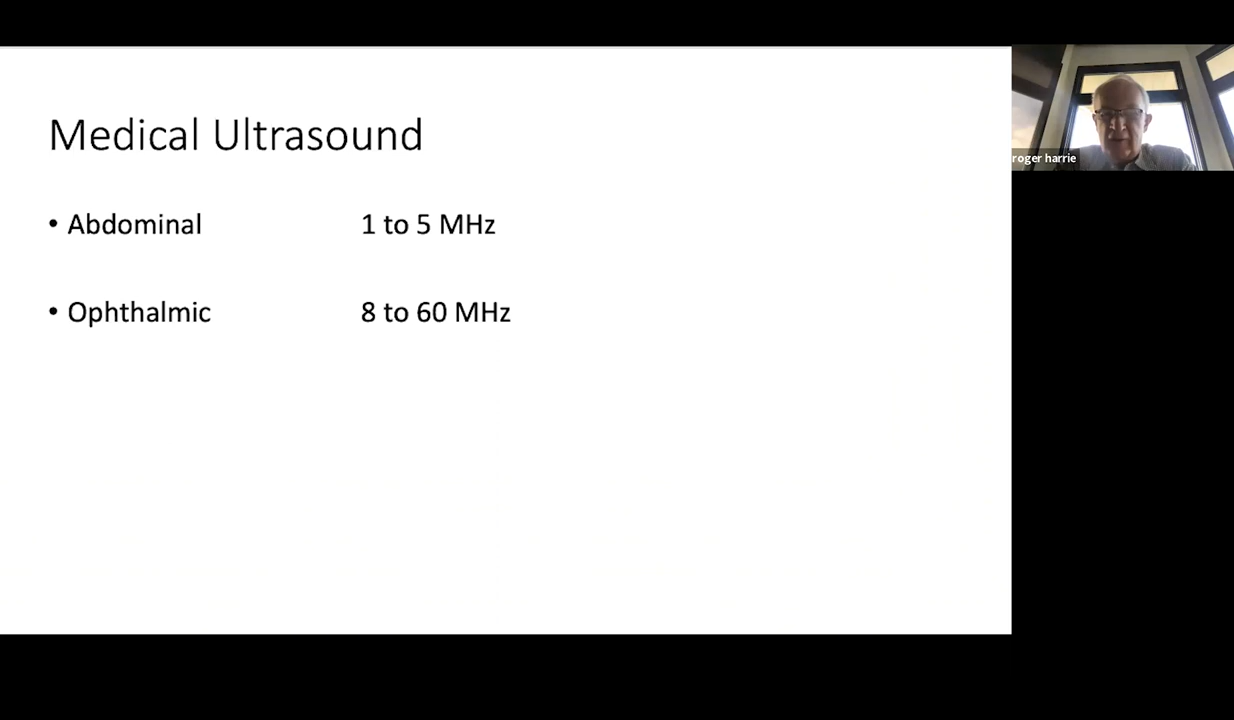 Medical Ultrasound
• Abdominal 1 to 5 MHz
• Ophthalmic 8 to 60 MHz
roger harrie